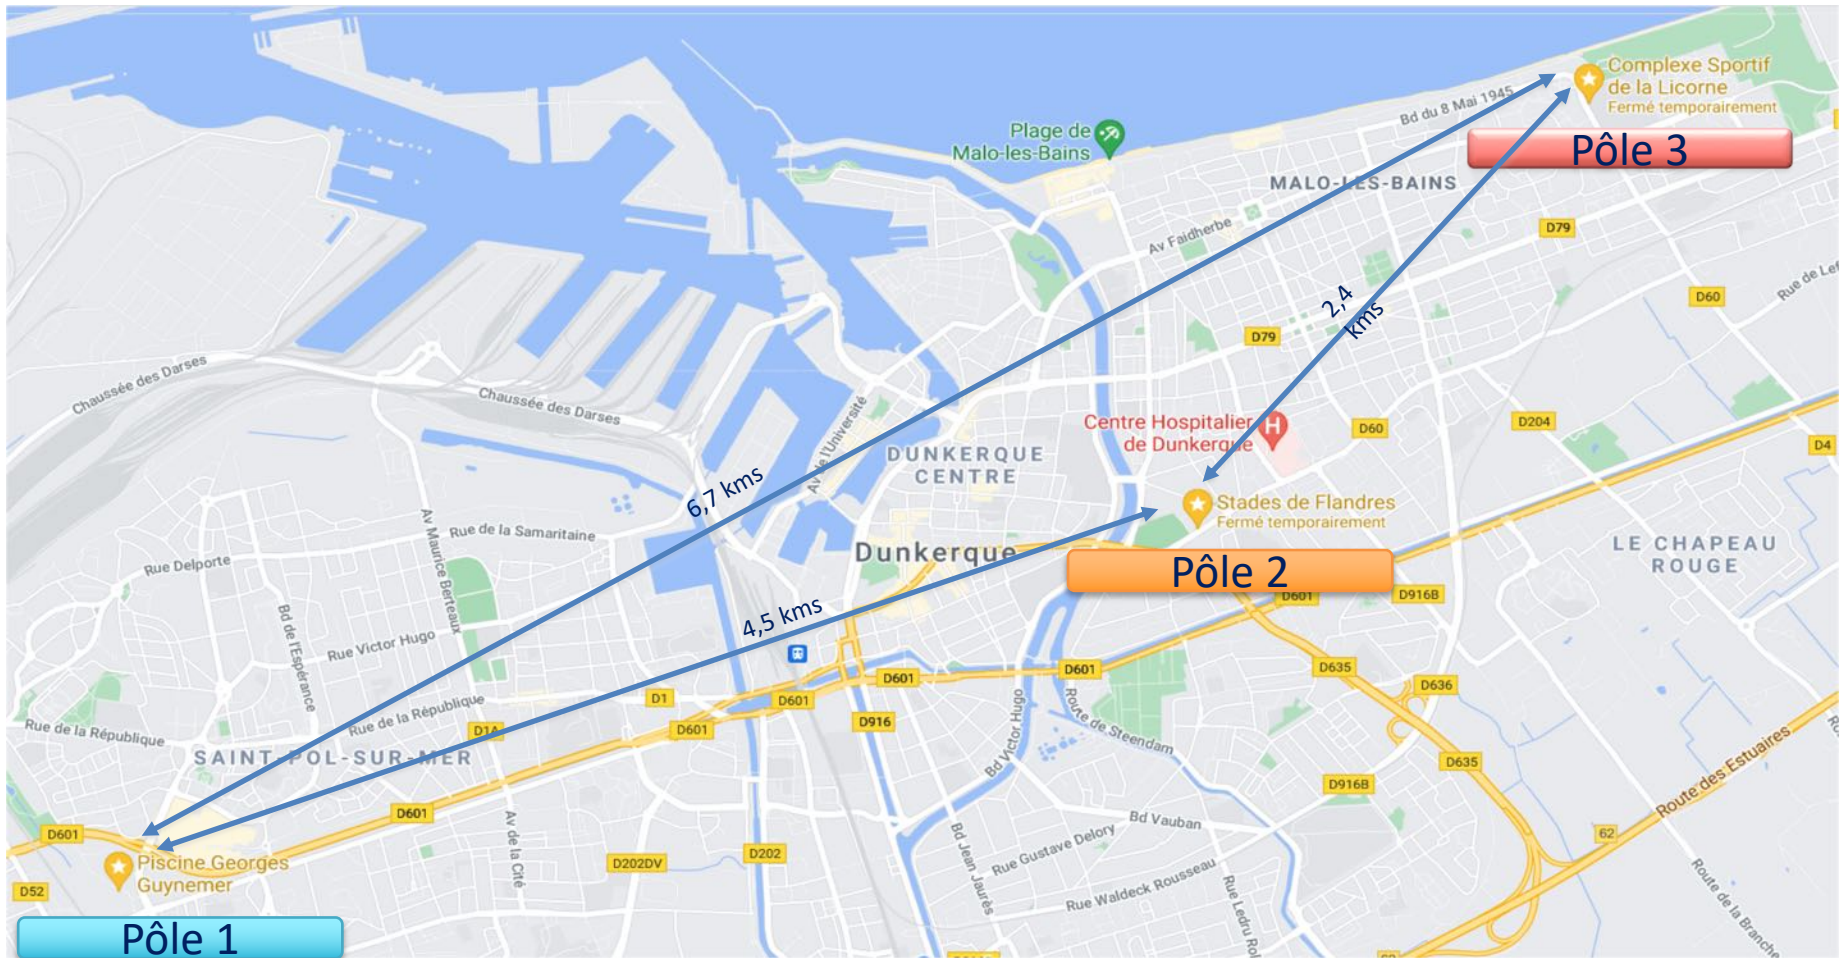 Complexe Sportif
de la Licorne
Fermé temporairement
Bd du 8 Mai 1945
Plage de
Malo-les-Bains
Pôle 3
MALO-LES-BAINS
Av Faidherbe
D79
D60
2,4
kms
D79
Chaussée des Darses
Chaussée des Darses
Av de l'Université
Centre Hospitalier
de Dunkerque
H
D60
D204
D4
DUNKERQUE
CENTRE
6,7 kms
Stades de Flandres
Fermé temporairement
Rue de la Samaritaine
Av Maurice Berteaux
Rue Delporte
Dunkerque
Pôle 2
LE CHAPEAU
ROUGE
D601
D916B
4,5 kms
Bd de l'Espérance
Rue Victor Hugo
D601
D601
D635
D636
D1
D601
Rue de la République
Rue de la République
D1A
D601
D916
Bd Victor Hugo
Route de Steendam
SAINT-POL-SUR-MER
D635
D916B
Route des Estuaires
D601
D601
Av de la Cité
Bd Vauban
62
Rue Gustave Delory
Bd Jean Jaurès
Piscine Georges
Guynemer
D202DV
D202
D52
Rue Waldeck Rousseau
Rue Ledru Rol
Route de la Branche
Pôle 1